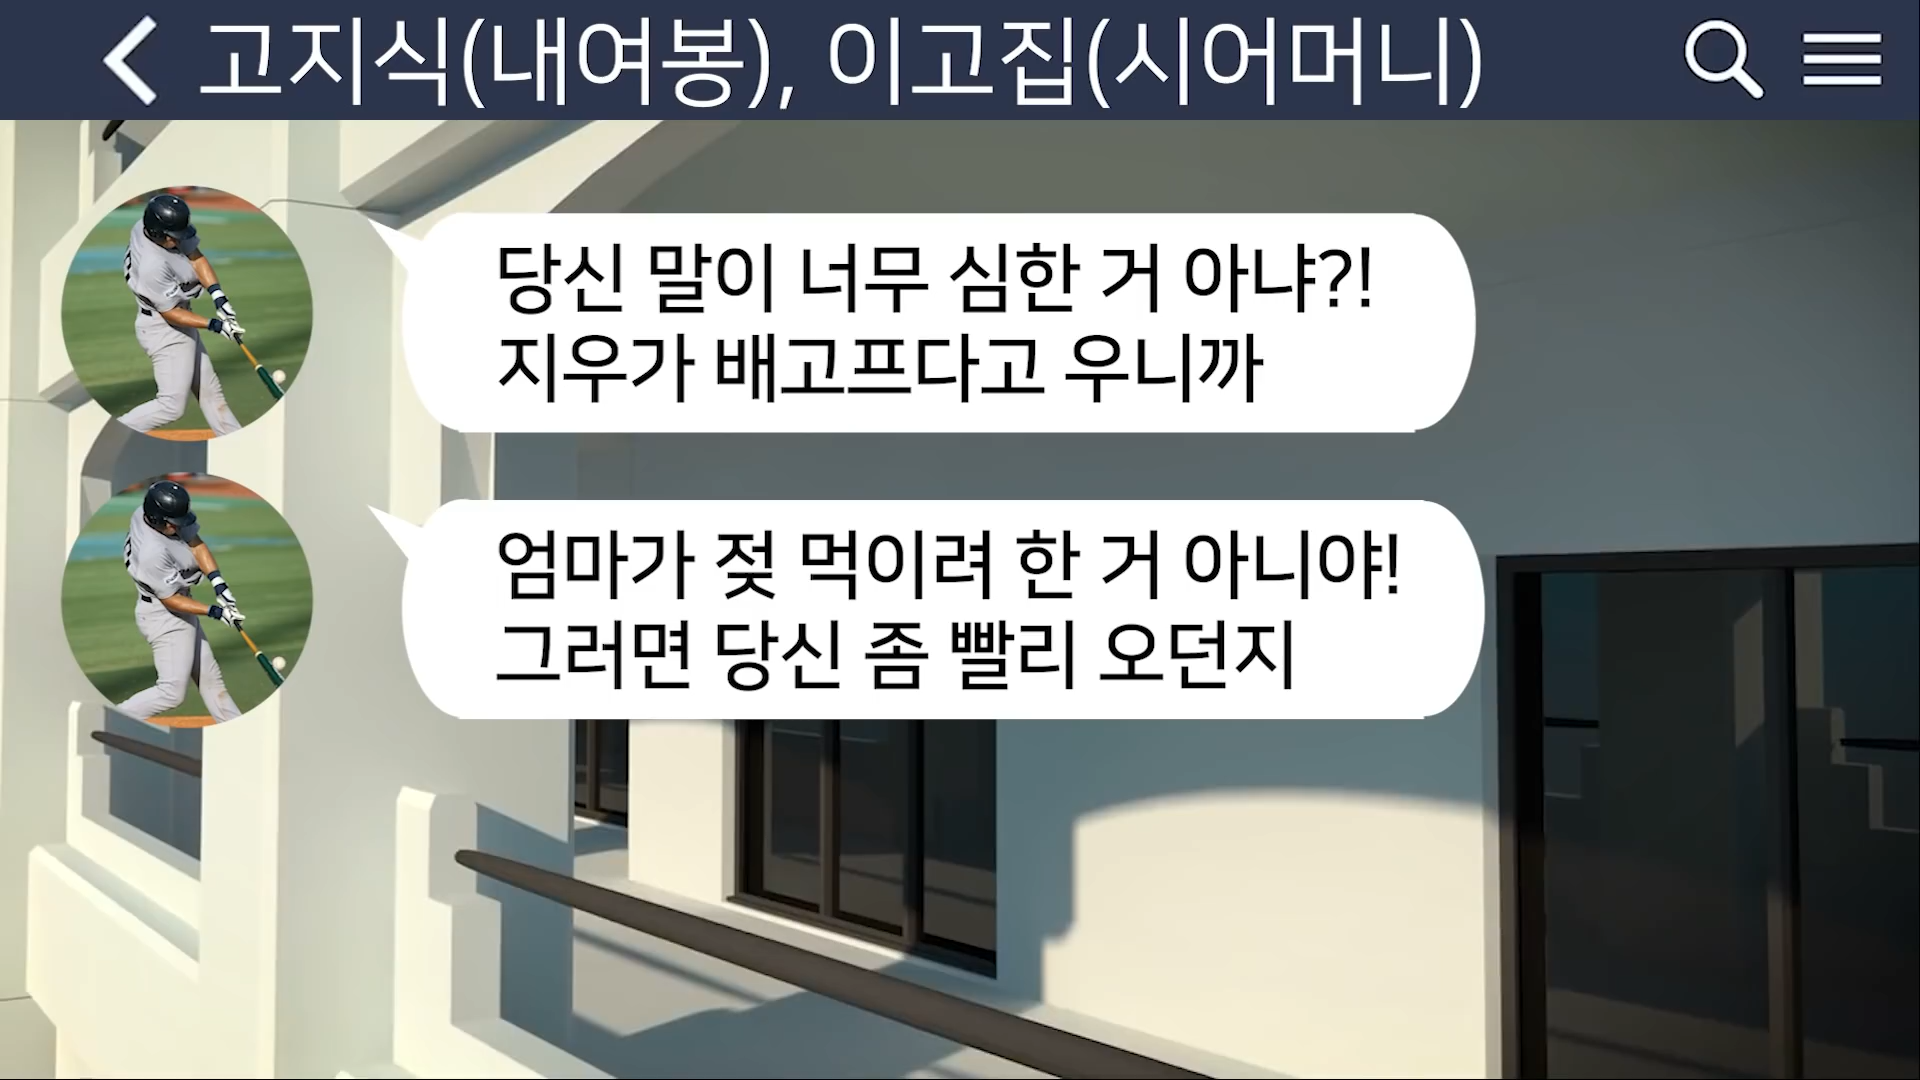 고지식(내여봉), 이고집(시어머니)
당신 말이 너무 심한 거 아냐?!
지우가 배고프다고 우니까
엄마가 젖 먹이려 한 거 아니야!
그러면 당신 좀 빨리 오던지